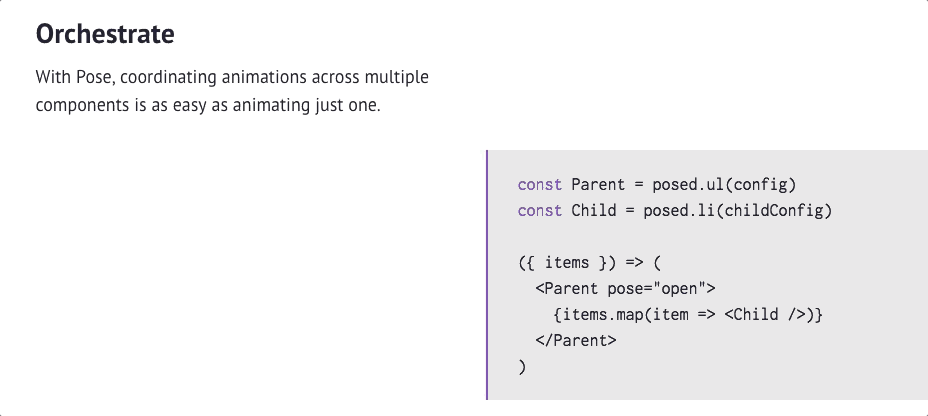 Orchestrate
With Pose, coordinating animations across multiple
components is as easy as animating just one.
const Parent = posed.ul(config)
const Child = posed.li(childConfig)
({ items }) => (
<Parent pose="open">
{items.map(item => <Child />)}
</Parent>
)